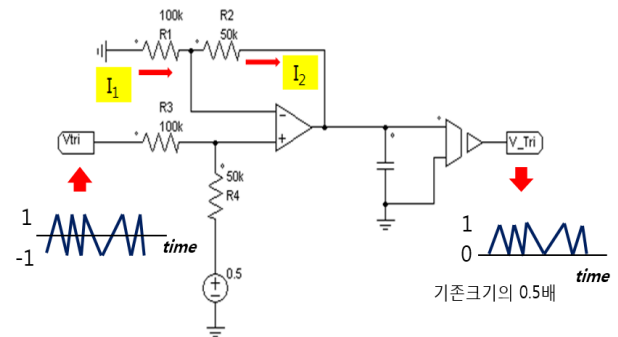 100k
R2
R1
50k
I1
I2
R3
100k
Vtri
-
+
50k
R4
V_Tri
1
-1
time
0.5
+
-
1
0
time
기존크기의 0.5배